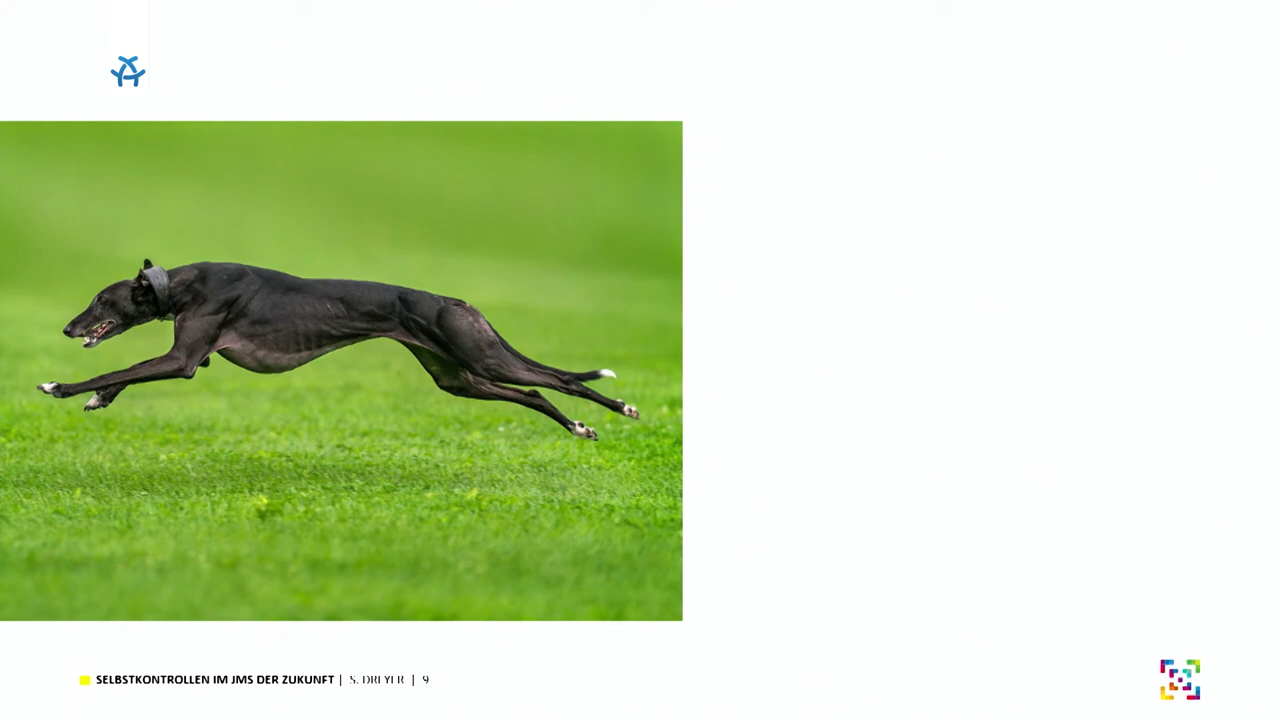 SELBSTKONTROLLEN IM JMS DER ZUKUNFT | S. DREYER | 9